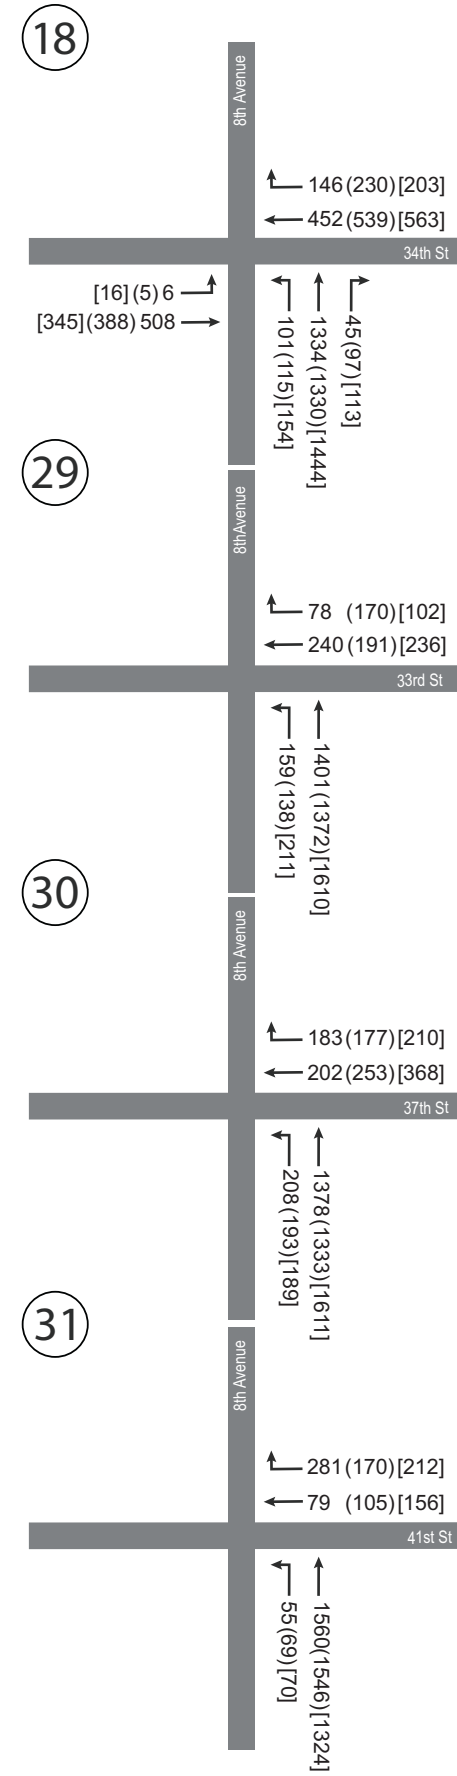 18
8th Avenue
146 (230) [203]
452 (539) [563]
34th St
[16] (5) 6
[345] (388) 508
101 (115) [154]
1334 (1330) [1444]
45 (97) [113]
29
8thAvenue
78 (170) [102]
240 (191) [236]
33rd St
159 (138) [211]
1401 (1372) [1610]
30
8th Avenue
183 (177) [210]
202 (253) [368]
37th St
208 (193) [189]
1378 (1333) [1611]
31
8th Avenue
281 (170) [212]
79 (105) [156]
41st St
55 (69) [70]
1560 (1546) [1324]